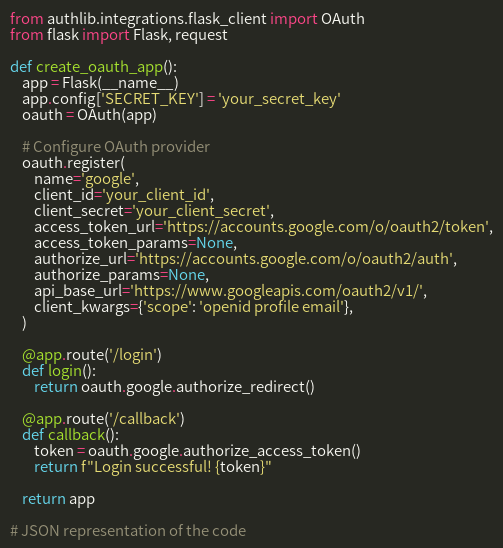 from authlib.integrations.flask_client import OAuth
from flask import Flask, request

def create_oauth_app():
    app = Flask(__name__)
    app.config['SECRET_KEY'] = 'your_secret_key'
    oauth = OAuth(app)

    # Configure OAuth provider
    oauth.register(
        name='google',
        client_id='your_client_id',
        client_secret='your_client_secret',
        access_token_url='https://accounts.google.com/o/oauth2/token',
        access_token_params=None,
        authorize_url='https://accounts.google.com/o/oauth2/auth',
        authorize_params=None,
        api_base_url='https://www.googleapis.com/oauth2/v1/',
        client_kwargs={'scope': 'openid profile email'},
    )

    @app.route('/login')
    def login():
        return oauth.google.authorize_redirect()

    @app.route('/callback')
    def callback():
        token = oauth.google.authorize_access_token()
        return f"Login successful! {token}"

    return app

# JSON representation of the code